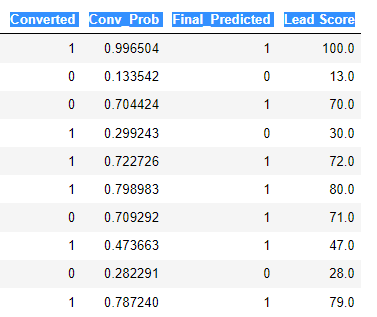 Converted Conv_Prob Final_Predicted Lead Score
1 0.996504 1 100.0
0 0.133542 0 13.0
0 0.704424 1 70.0
1 0.299243 0 30.0
1 0.722726 1 72.0
1 0.798983 1 80.0
0 0.709292 1 71.0
1 0.473663 1 47.0
0 0.282291 0 28.0
1 0.787240 1 79.0